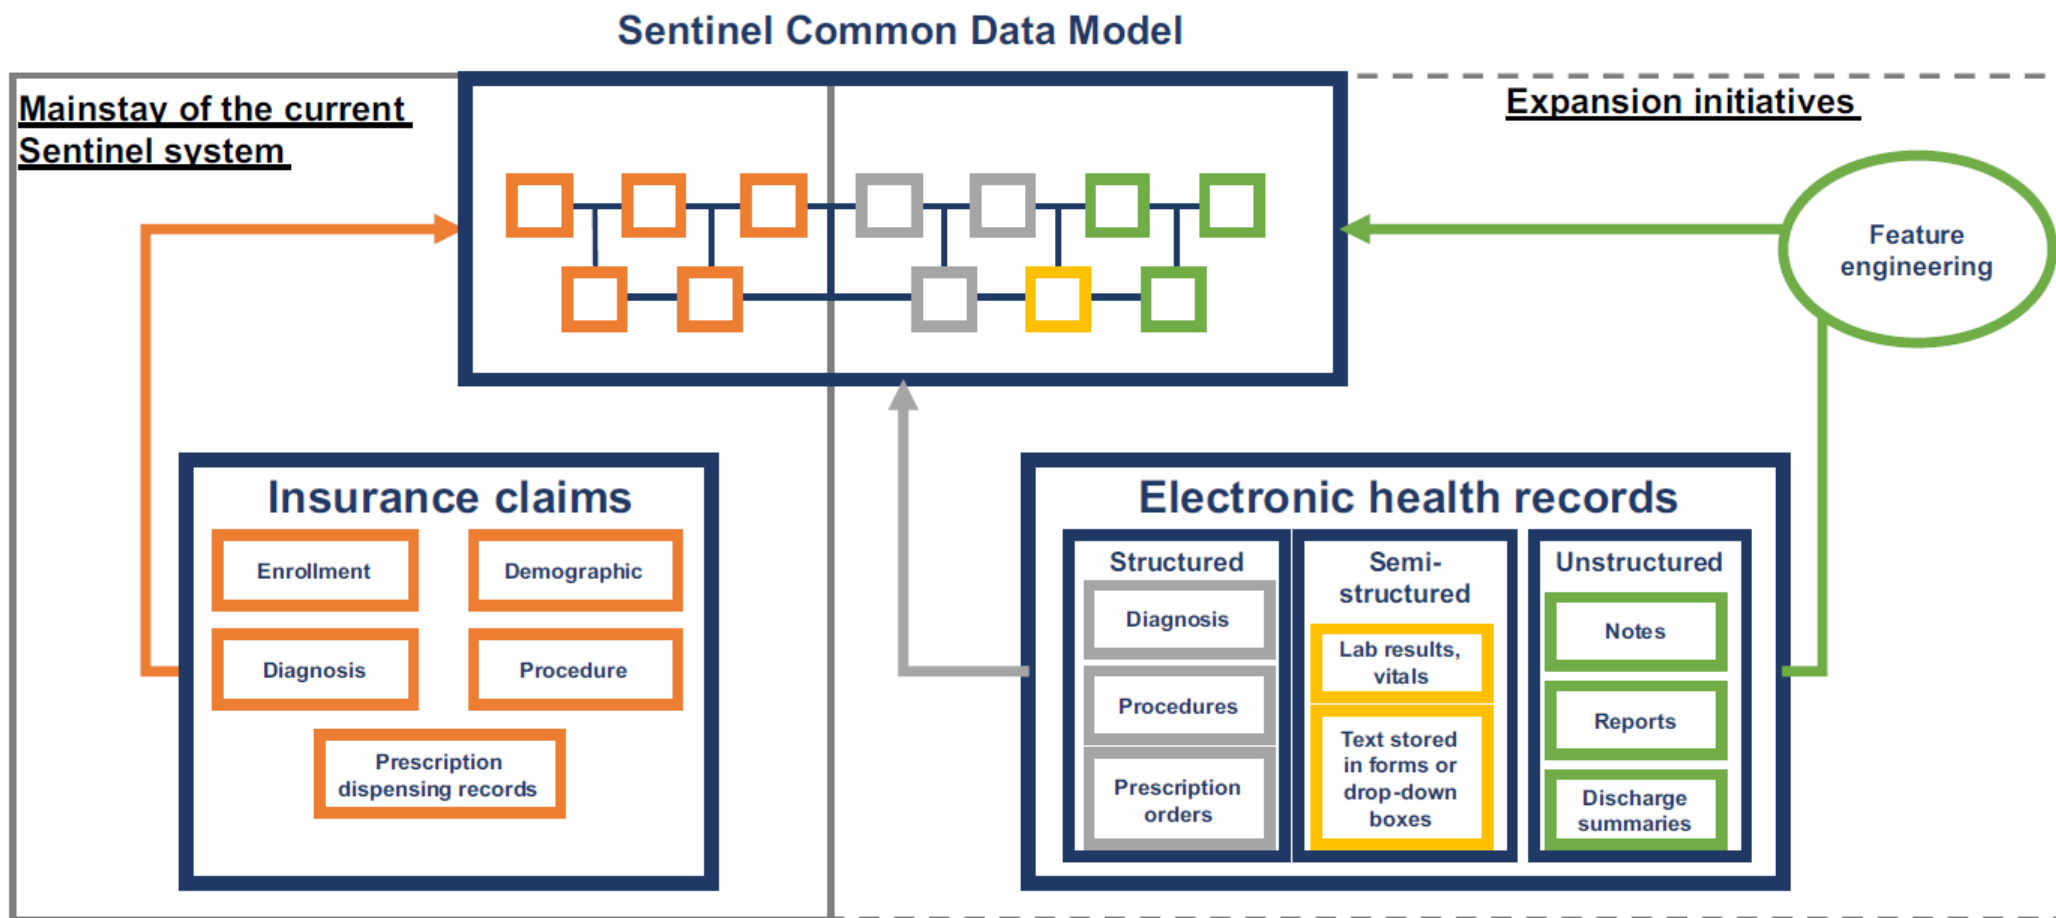 Sentinel Common Data Model
Mainstay of the current
Sentinel system
Expansion initiatives
Feature
engineering
Insurance claims
Enrollment
Demographic
Diagnosis
Procedure
Prescription
dispensing records
Electronic health records
Structured
Diagnosis
Procedures
Prescription
orders
Semi-
structured
Lab results,
vitals
Text stored
in forms or
drop-down
boxes
Unstructured
Notes
Reports
Discharge
summaries